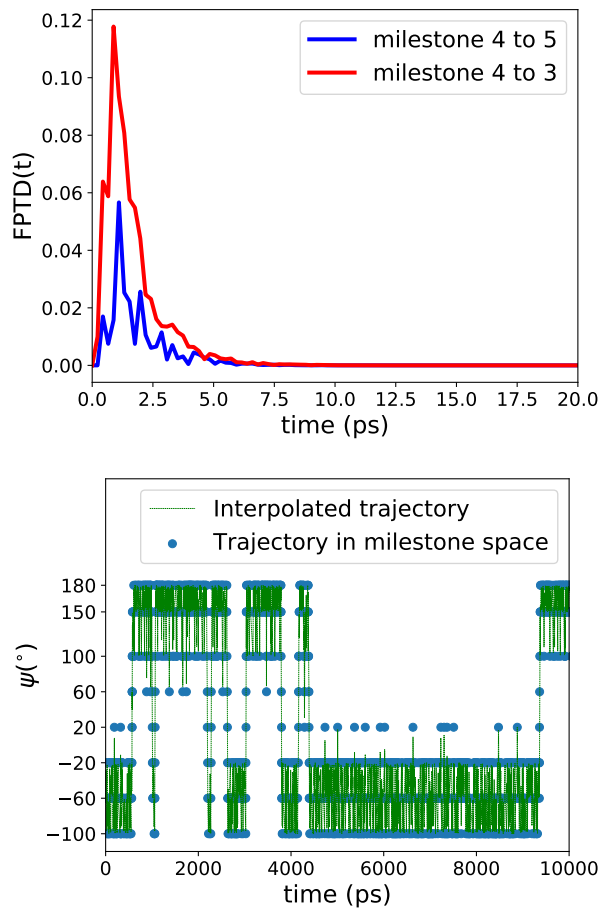 0.12
0.10
0.08
0.06
0.04
0.02
0.00
FPTD(t)
milestone 4 to 5
milestone 4 to 3
0.0 2.5 5.0 7.5 10.0 12.5 15.0 17.5 20.0
time (ps)
Interpolated trajectory
Trajectory in milestone space
180
150
100
60
20
−20
−60
−100
ψ(°)
0 2000 4000 6000 8000 10000
time (ps)